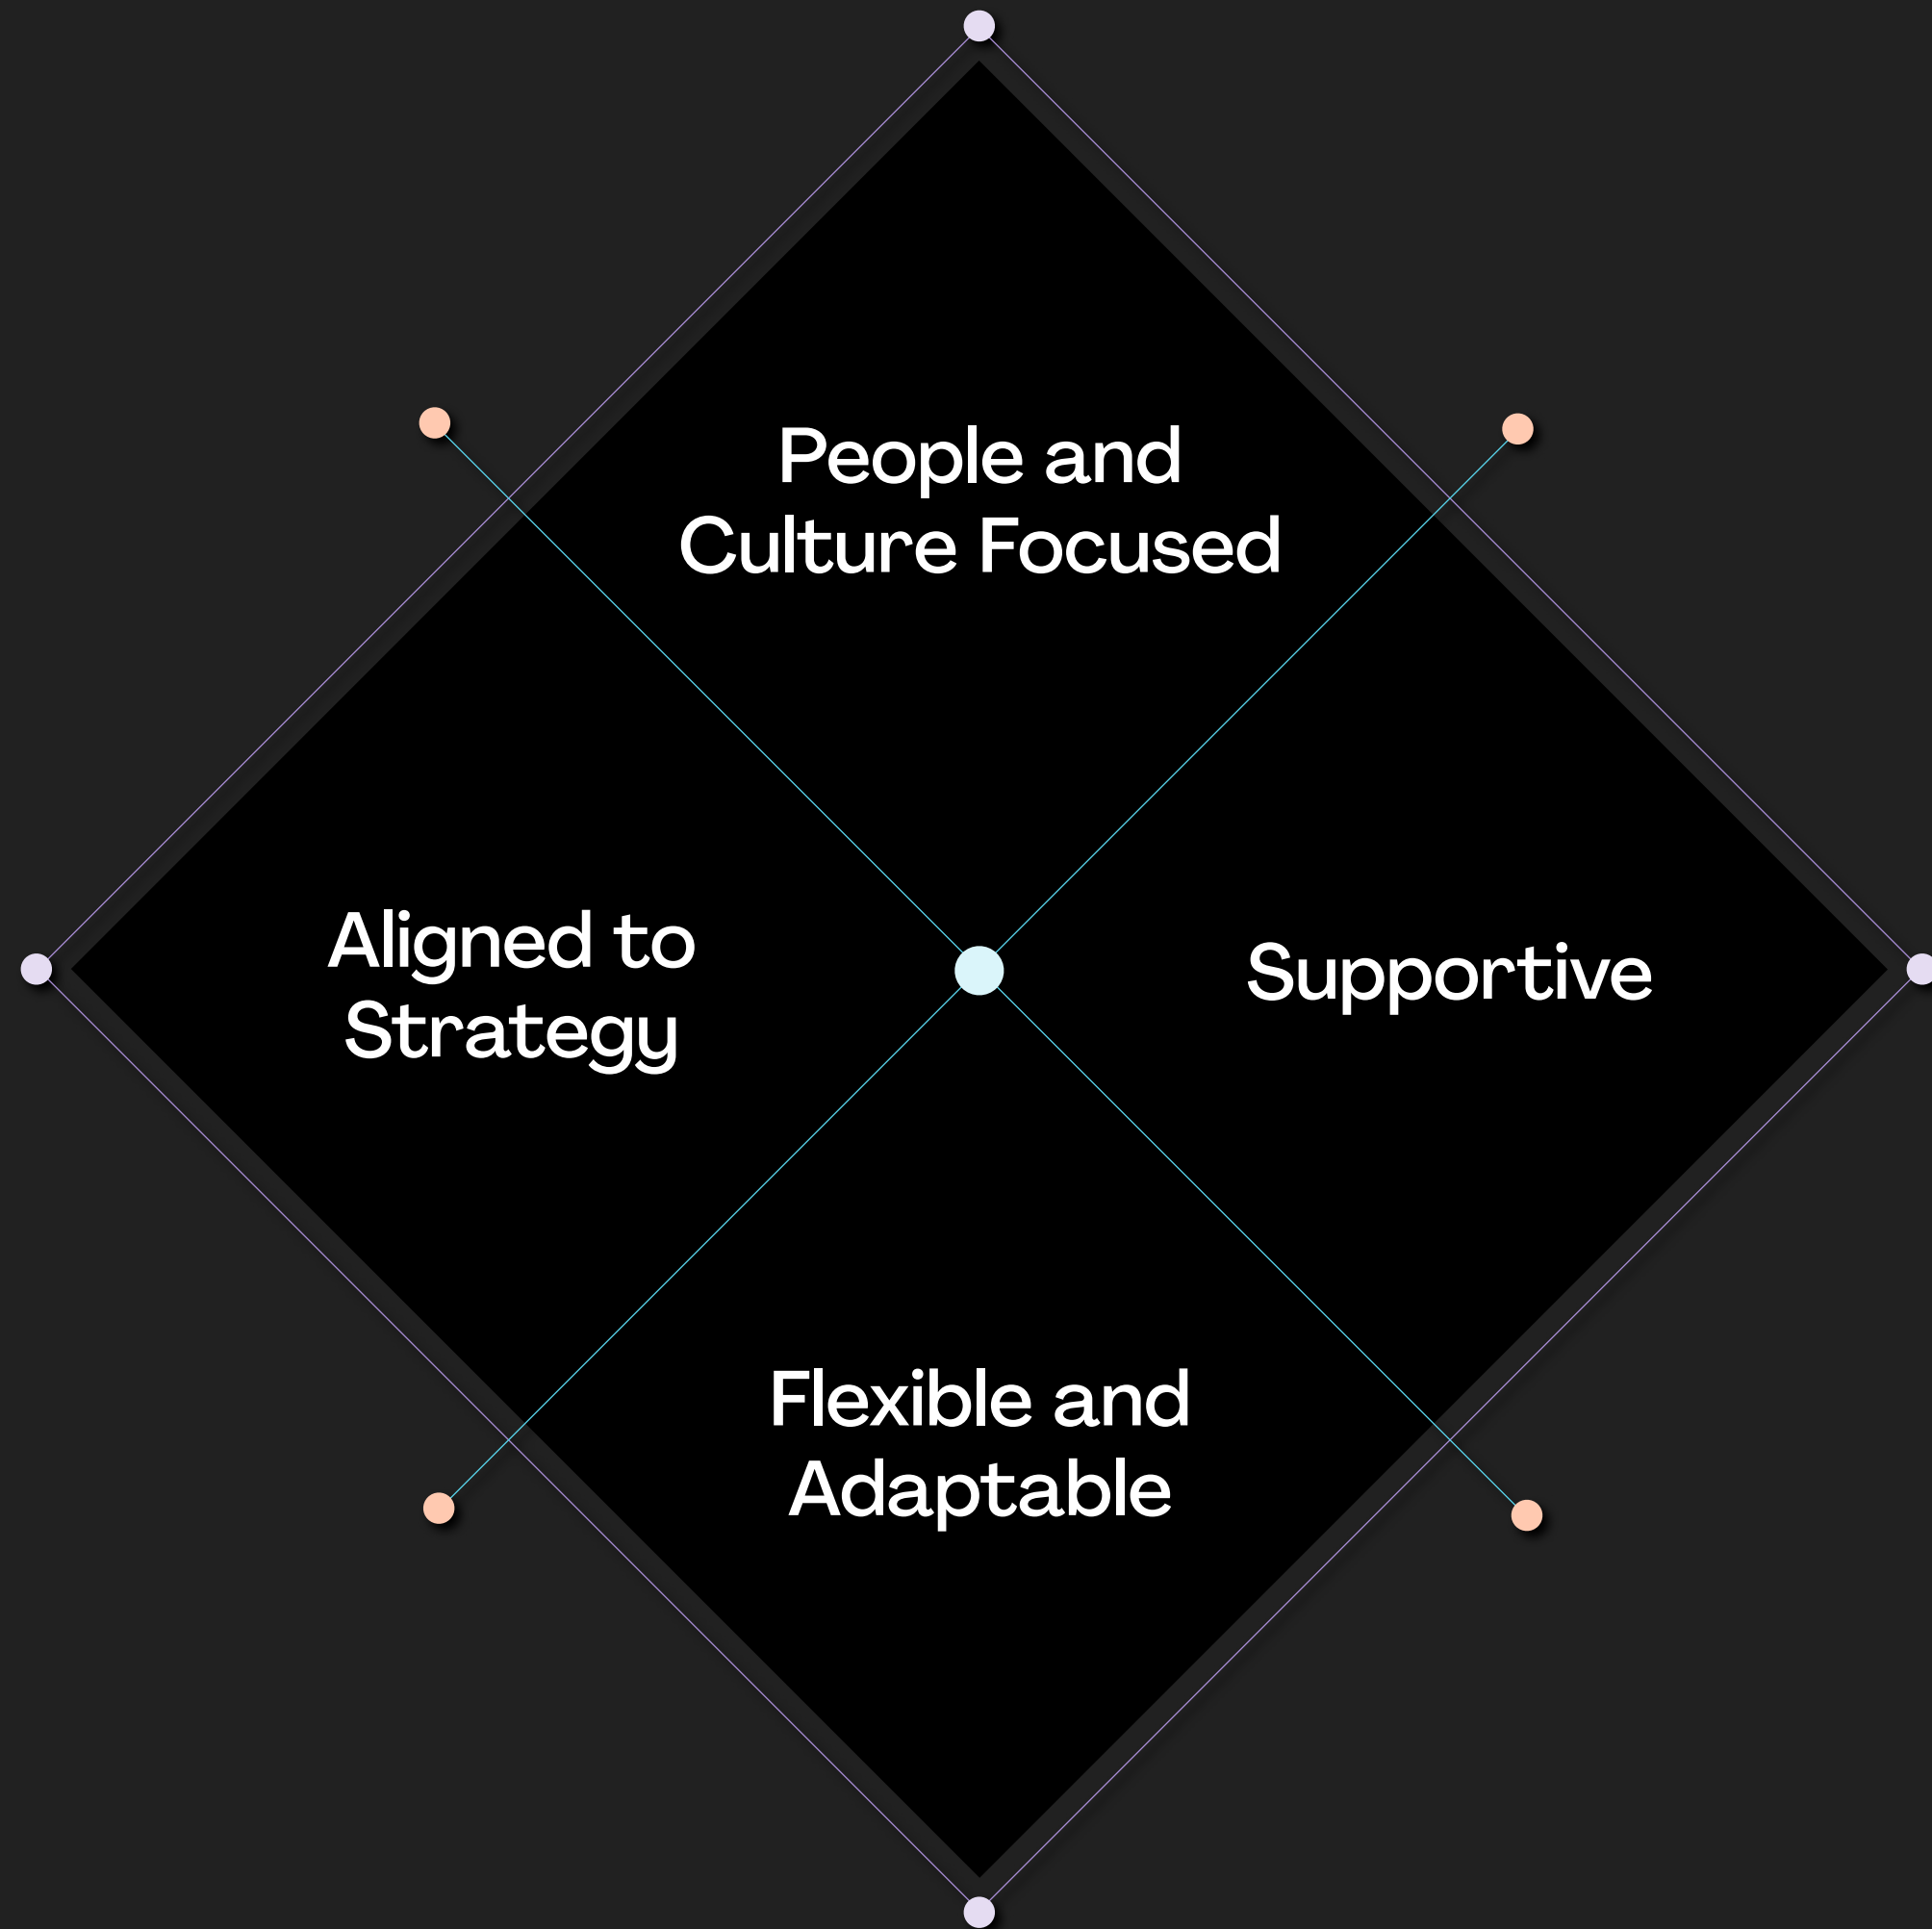 People and
Culture Focused
Aligned to
Strategy
Supportive
Flexible and
Adaptable